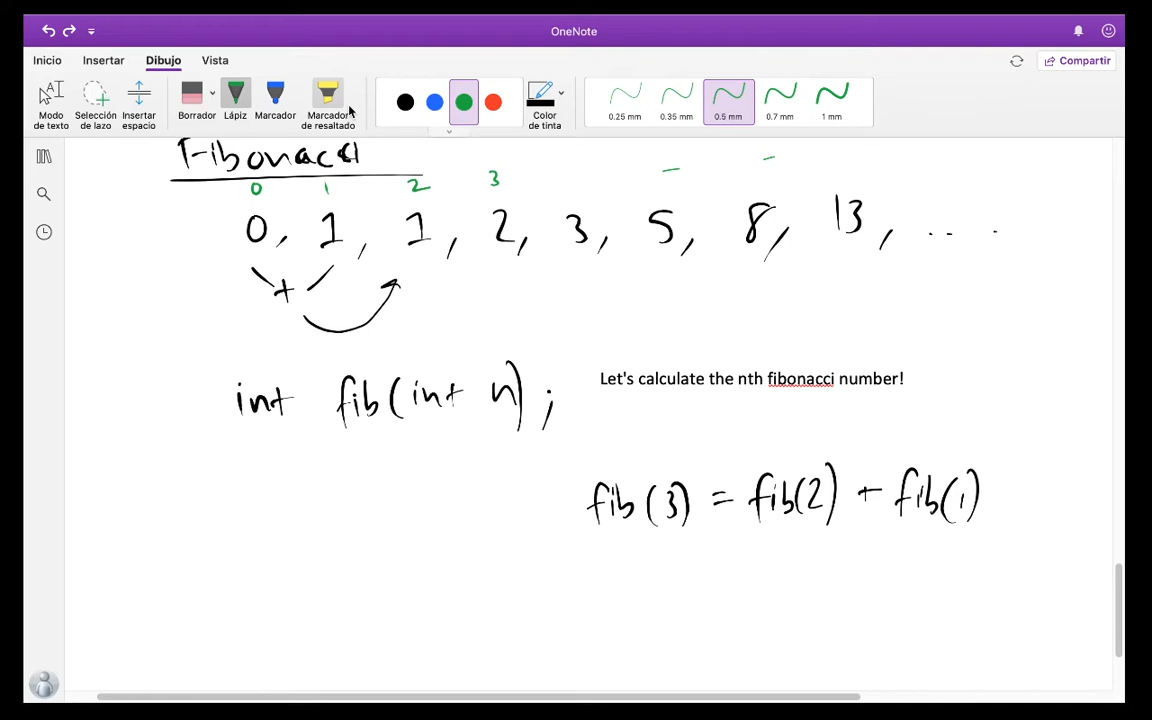 OneNote
Inicio Insertar Dibujo Vista Compartir
Modo de texto Selección de lazo Insertar espacio Borrador Lápiz Marcador Marcador de resaltado Color de tinta 0.25 mm 0.35 mm 0.5 mm 0.7 mm 1 mm
Fibonacci
0 1 2 3
0, 1, 1, 2, 3, 5, 8, 13, ....
+
int fib(int n); Let's calculate the nth fibonacci number!
fib(3) = fib(2) + fib(1)